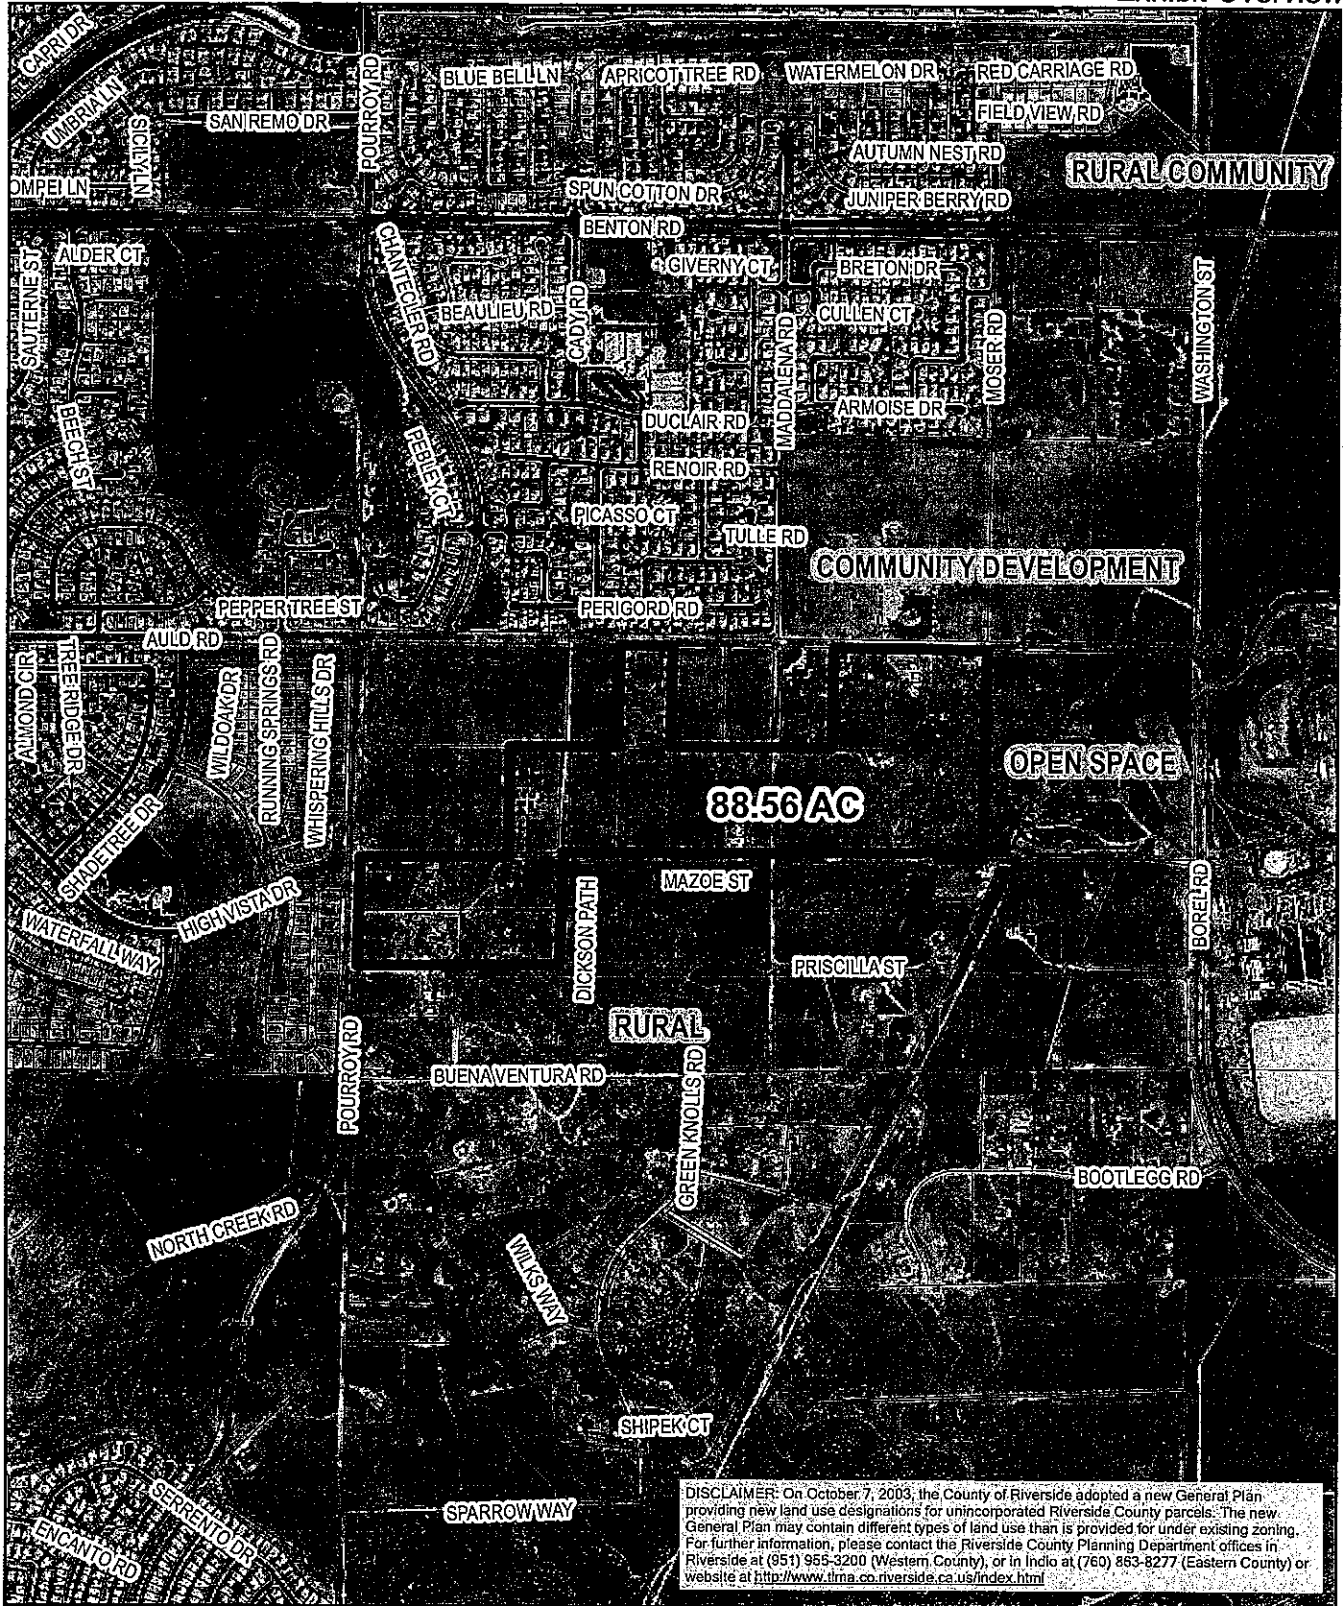 CAPRI DR
UMBRIA LN
SICILY LN
SAN REMO DR
POURROY RD
BLUE BELL LN
APRICOT TREE RD
WATERMELON DR
RED CARRIAGE RD
FIELD VIEW RD
AUTUMN NEST RD
RURAL COMMUNITY
OMPEI LN
SPUN COTTON DR
JUNIPER BERRY RD
BENTON RD
ALDER CT
SAUTERNE ST
CHANTECLER RD
GIVERNY CT
BRETON DR
BEAULIEU RD
CADY RD
CULLEN CT
MADDALENA RD
MOSER RD
WASHINGTON ST
BEECH ST
DUCLAIR RD
ARMOISE DR
PEBLEY CT
RENOIR RD
PICASSO CT
TULLE RD
COMMUNITY DEVELOPMENT
PEPPER TREE ST
PERIGORD RD
AULD RD
ALMOND CIR
TREE RIDGE DR
WILDOAK DR
RUNNING SPRINGS RD
WHISPERING HILLS DR
OPEN SPACE
88.56 AC
SHADETREE DR
HIGH VISTA DR
WATERFALL WAY
MAZOE ST
DICKSON PATH
BOREL RD
PRISCILLA ST
RURAL
POURROY RD
BUENA VENTURA RD
GREEN KNOLLS RD
BOOTLEGG RD
NORTH CREEK RD
WILKS WAY
SHIPEK CT
SPARROW WAY
SERRENTO DR
ENCANTO RD
DISCLAIMER: On October 7, 2003, the County of Riverside adopted a new General Plan
providing new land use designations for unincorporated Riverside County parcels. The new
General Plan may contain different types of land use than is provided for under existing zoning.
For further information, please contact the Riverside County Planning Department offices in
Riverside at (951) 955-3200 (Western County), or in Indio at (760) 863-8277 (Eastern County) or
website at http://www.tlma.co.riverside.ca.us/index.html